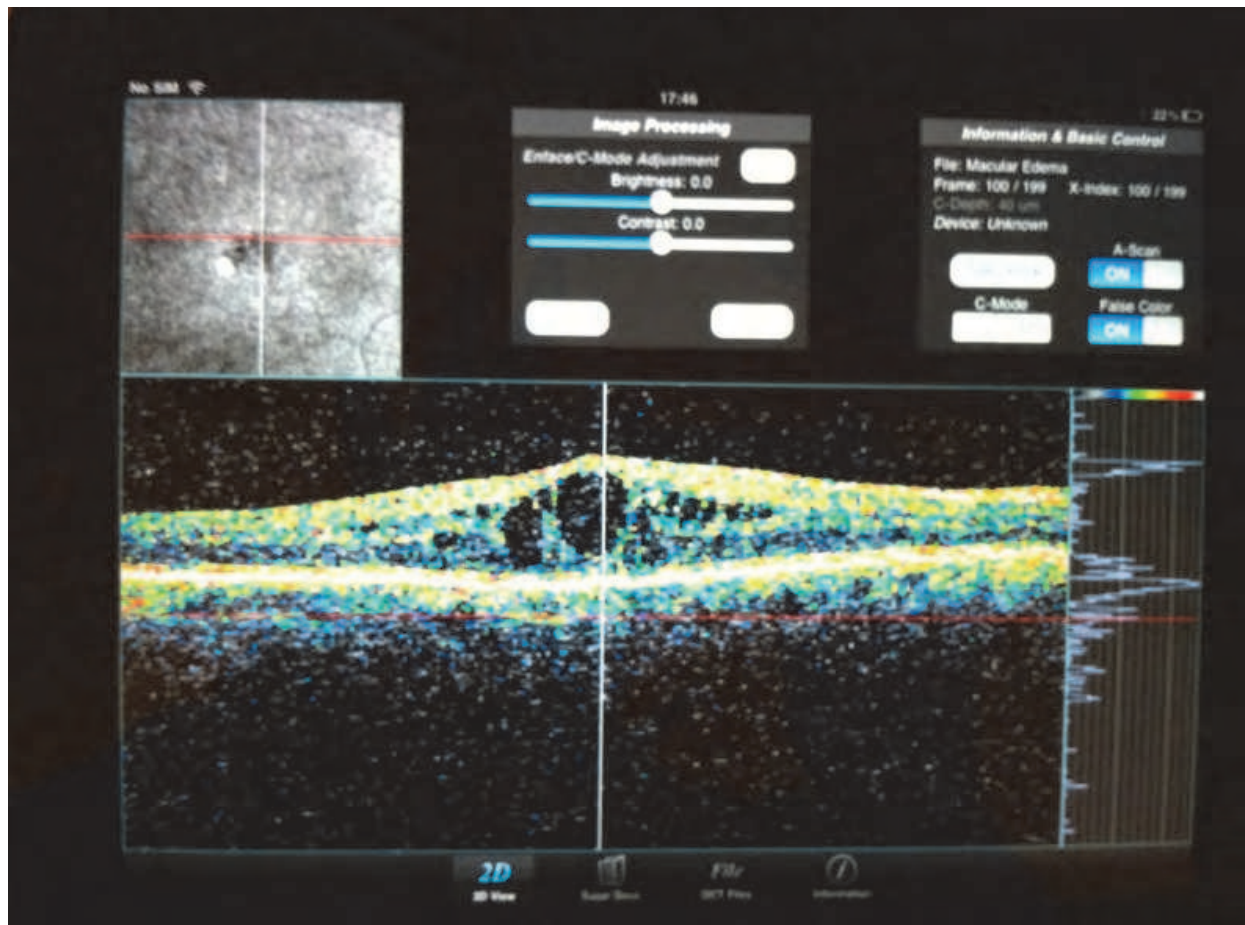 No SIM
17:46
22%
Image Processing
Enface/C-Mode Adjustment
Brightness: 0.0
Contrast: 0.0
Information & Basic Control
File: Macular Edema
Frame: 100 / 199 X-Index: 100 / 199
C-Depth: 40 um
Device: Unknown
A-Scan
ON
C-Mode
False Color
ON
2D
2D View
File
OCT Files
Information